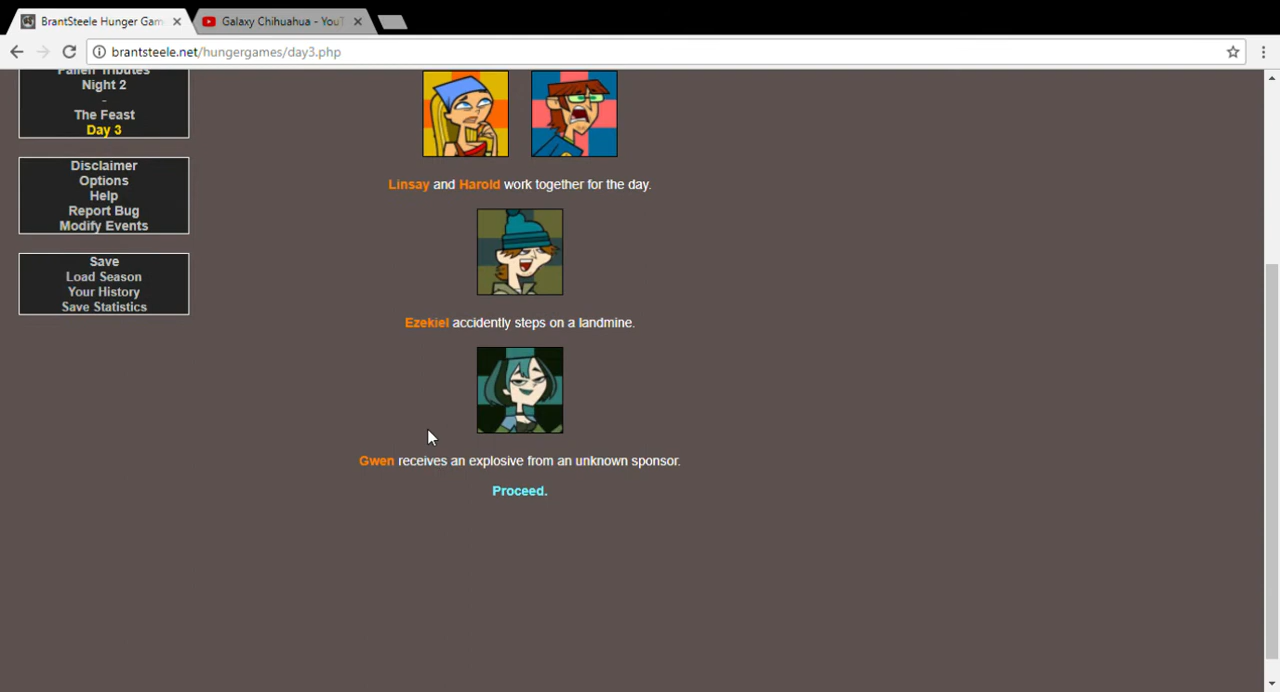 BrantSteele Hunger Gam
Galaxy Chihuahua - YouT
brantsteele.net/hungergames/day3.php
Fallen Tributes
Night 2
-
The Feast
Day 3
Disclaimer
Options
Help
Report Bug
Modify Events
Save
Load Season
Your History
Save Statistics
Linsay and Harold work together for the day.
Ezekiel accidently steps on a landmine.
Gwen receives an explosive from an unknown sponsor.
Proceed.